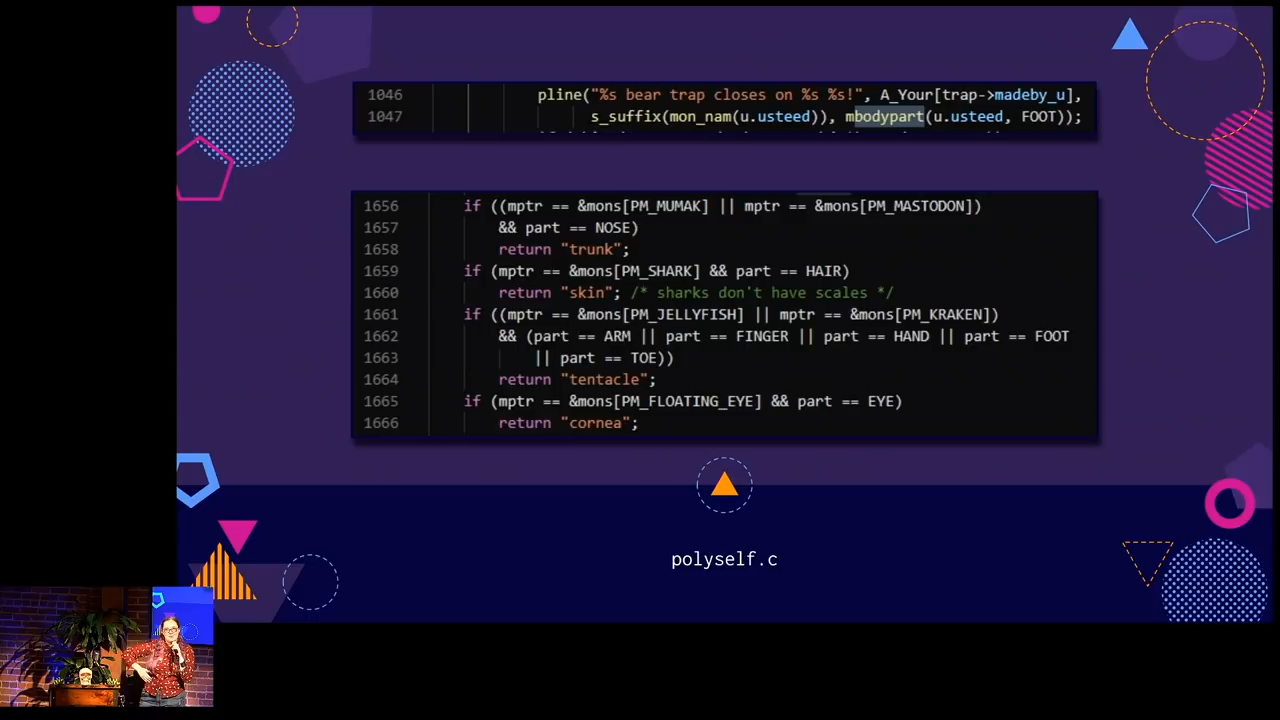 1046 pline("%s bear trap closes on %s %s!", A_Your[trap->madeby_u],
1047 s_suffix(mon_nam(u.usteed)), mbodypart(u.usteed, FOOT));
1656 if ((mptr == &mons[PM_MUMAK] || mptr == &mons[PM_MASTODON])
1657 && part == NOSE)
1658 return "trunk";
1659 if (mptr == &mons[PM_SHARK] && part == HAIR)
1660 return "skin"; /* sharks don't have scales */
1661 if ((mptr == &mons[PM_JELLYFISH] || mptr == &mons[PM_KRAKEN])
1662 && (part == ARM || part == FINGER || part == HAND || part == FOOT
1663 || part == TOE))
1664 return "tentacle";
1665 if (mptr == &mons[PM_FLOATING_EYE] && part == EYE)
1666 return "cornea";
polyself.c